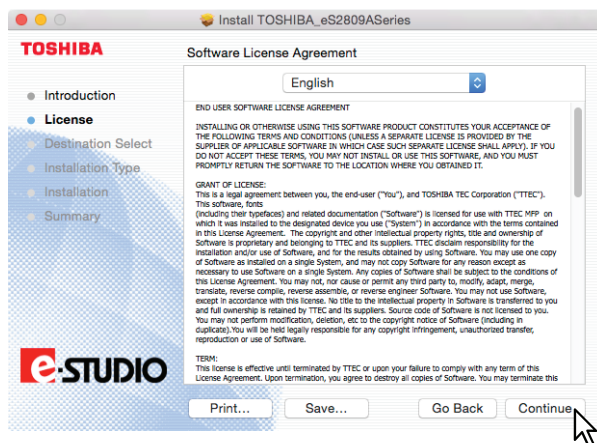 Install TOSHIBA_eS2809ASeries
TOSHIBA
Software License Agreement
Introduction
License
Destination Select
Installation Type
Installation
Summary
English
END USER SOFTWARE LICENSE AGREEMENT
INSTALLING OR OTHERWISE USING THIS SOFTWARE PRODUCT CONSTITUTES YOUR ACCEPTANCE OF
THE FOLLOWING TERMS AND CONDITIONS (UNLESS A SEPARATE LICENSE IS PROVIDED BY THE
SUPPLIER OF APPLICABLE SOFTWARE IN WHICH CASE SUCH SEPARATE LICENSE SHALL APPLY). IF YOU
DO NOT ACCEPT THESE TERMS, YOU MAY NOT INSTALL OR USE THIS SOFTWARE, AND YOU MUST
PROMPTLY RETURN THE SOFTWARE TO THE LOCATION WHERE YOU OBTAINED IT.
GRANT OF LICENSE:
This is a legal agreement between you, the end-user ("You"), and TOSHIBA TEC Corporation ("TTEC").
This software, fonts
(including their typefaces) and related documentation ("Software") is licensed for use with TTEC MFP on
which it was installed to the designated device you use ("System") in accordance with the terms contained
in this License Agreement. The copyright and other intellectual property rights, title and ownership of
Software is proprietary and belonging to TTEC and its suppliers. TTEC disclaim responsibility for the
installation and/or use of Software, and for the results obtained by using Software. You may use one copy
of Software as installed on a single System, and may not copy Software for any reason except as
necessary to use Software on a single System. Any copies of Software shall be subject to the conditions of
this License Agreement. You may not, nor cause or permit any third party to, modify, adapt, merge,
translate, reverse compile, reverse assemble, or reverse engineer Software. You may not use Software,
except in accordance with this license. No title to the intellectual property in Software is transferred to you
and full ownership is retained by TTEC and its suppliers. Source code of Software is not licensed to you.
You may not perform modification, deletion, etc to the copyright notice of Software (including in
duplicate).You will be held legally responsible for any copyright infringement, unauthorized transfer,
reproduction or use of Software.
TERM:
This license is effective until terminated by TTEC or upon your failure to comply with any term of this
License Agreement. Upon termination, you agree to destroy all copies of Software. You may terminate this
e-STUDIO
Print...
Save...
Go Back
Continue